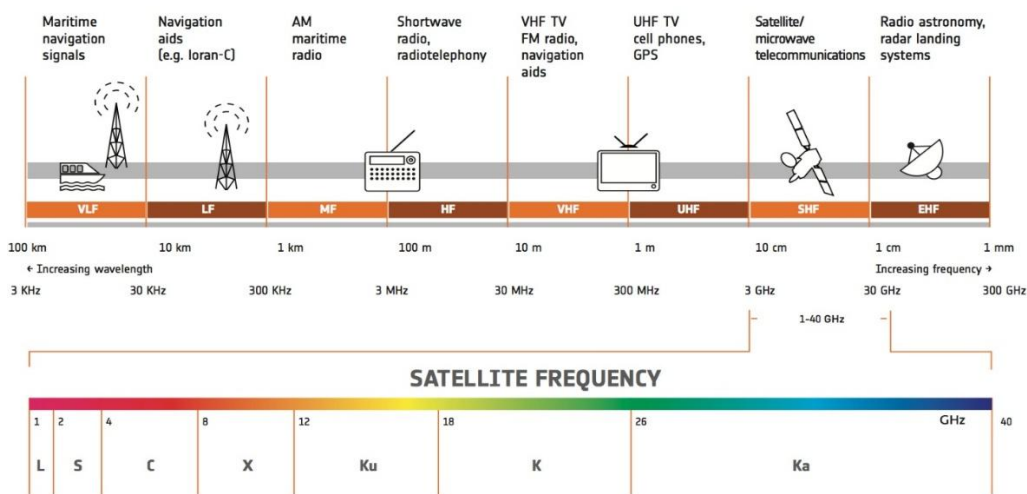 Maritime
navigation
signals
Navigation
aids
(e.g. loran-C)
AM
maritime
radio
Shortwave
radio,
radiotelephony
VHF TV
FM radio,
navigation
aids
UHF TV
cell phones,
GPS
Satellite/
microwave
telecommunications
Radio astronomy,
radar landing
systems
VLF LF MF HF VHF UHF SHF EHF
100 km 10 km 1 km 100 m 10 m 1 m 10 cm 1 cm 1 mm
← Increasing wavelength Increasing frequency →
3 KHz 30 KHz 300 KHz 3 MHz 30 MHz 300 MHz 3 GHz 30 GHz 300 GHz
1-40 GHz
SATELLITE FREQUENCY
1 2 4 8 12 18 26 GHz 40
L S C X Ku K Ka